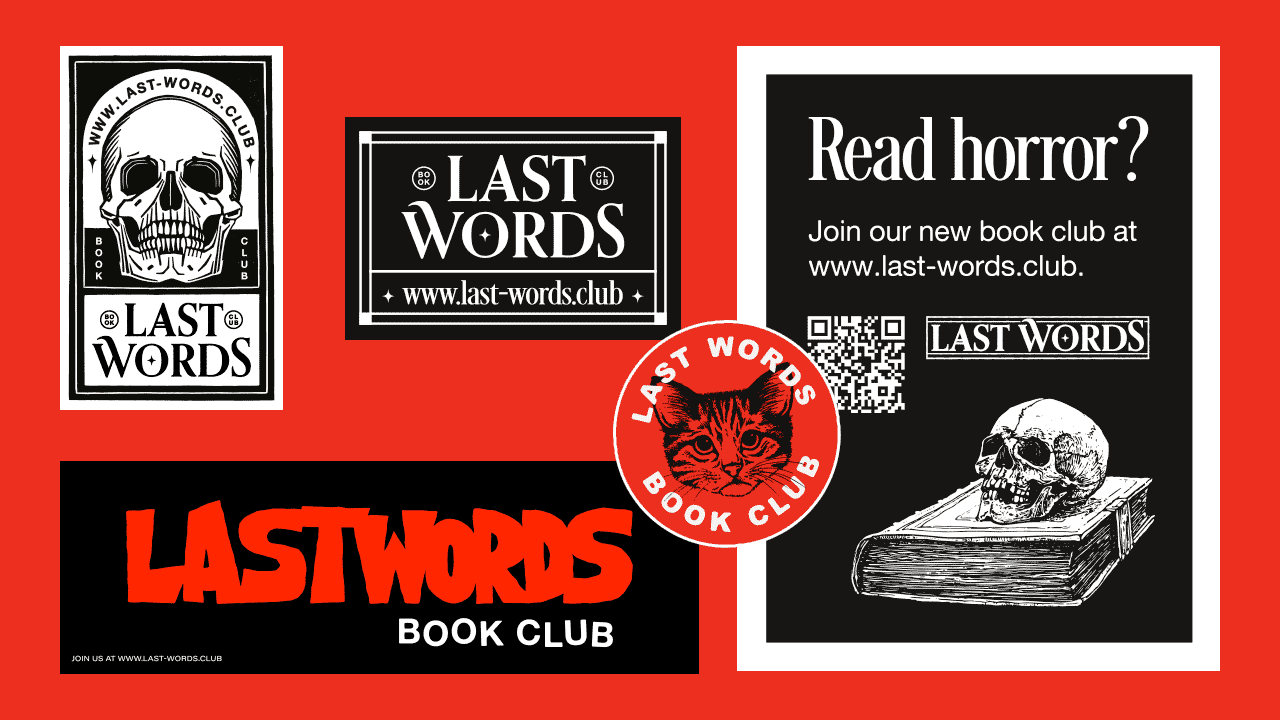 WWW.LAST-WORDS.CLUB
BOOK
CLUB
BO
OK
LAST
CL
UB
WORDS
BO
OK
LAST
CL
UB
WORDS
www.last-words.club
Read horror?
Join our new book club at
www.last-words.club.
LAST WORDS
LAST WORDS
BOOK CLUB
LASTWORDS
BOOK CLUB
JOIN US AT WWW.LAST-WORDS.CLUB